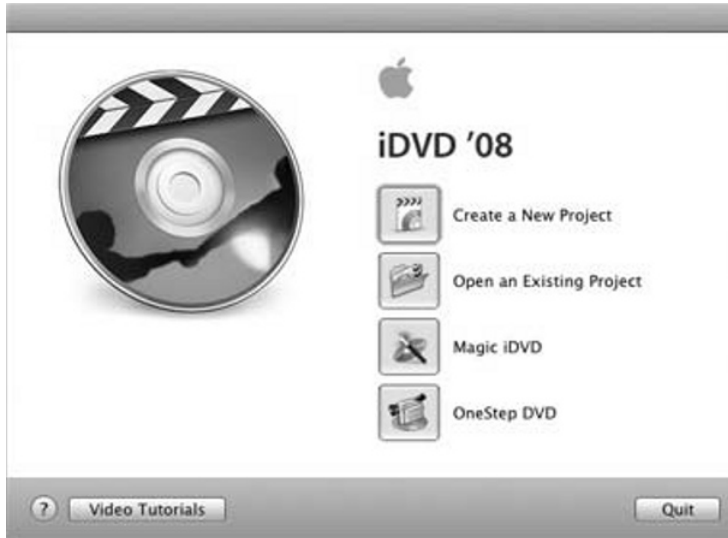 iDVD ’08
Create a New Project
Open an Existing Project
Magic iDVD
OneStep DVD
? Video Tutorials Quit